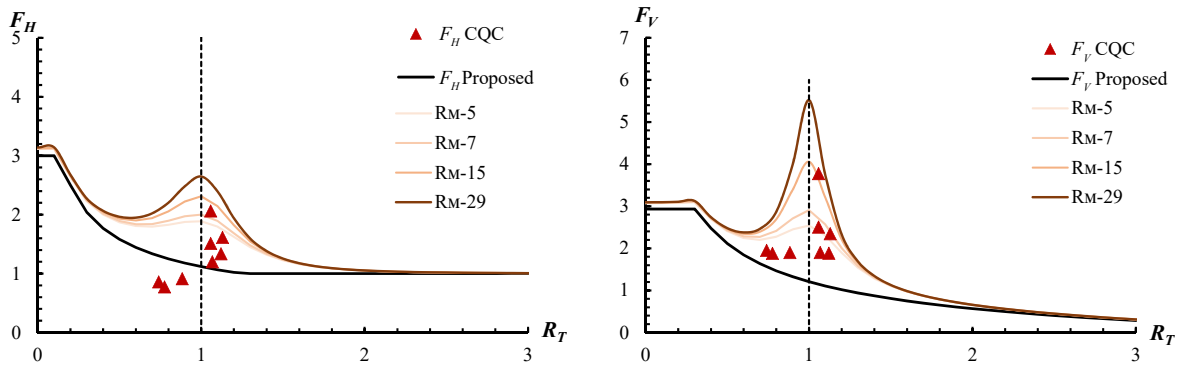 F_H
5
4
3
2
1
0
0 1 2 3
R_T
F_H CQC
F_H Proposed
RM-5
RM-7
RM-15
RM-29
F_V
7
6
5
4
3
2
1
0
0 1 2 3
R_T
F_V CQC
F_V Proposed
RM-5
RM-7
RM-15
RM-29